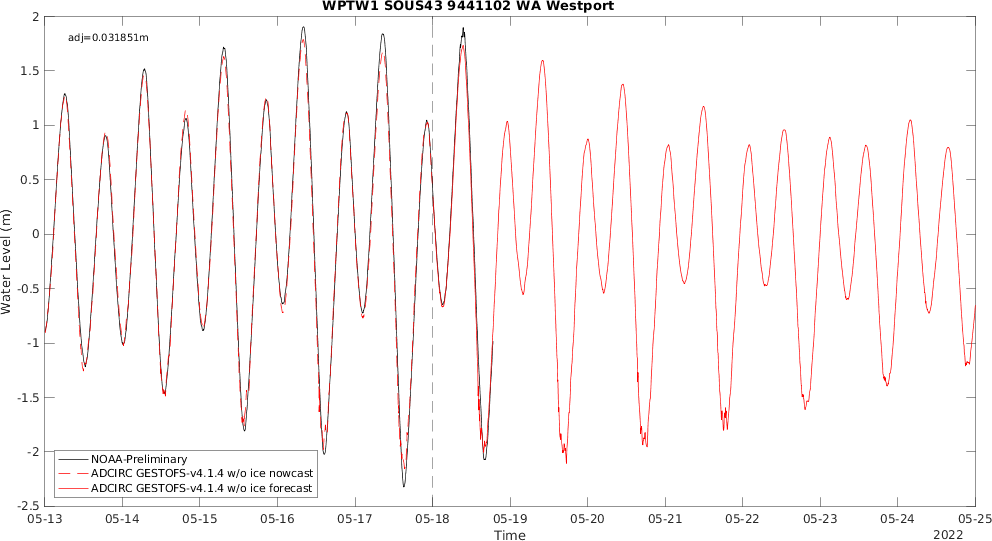 WPTW1 SOUS43 9441102 WA Westport
adj=0.031851m
2
1.5
1
0.5
0
-0.5
-1
-1.5
-2
-2.5
Water Level (m)
NOAA-Preliminary
ADCIRC GESTOFS-v4.1.4 w/o ice nowcast
ADCIRC GESTOFS-v4.1.4 w/o ice forecast
05-13 05-14 05-15 05-16 05-17 05-18 05-19 05-20 05-21 05-22 05-23 05-24 05-25
Time
2022